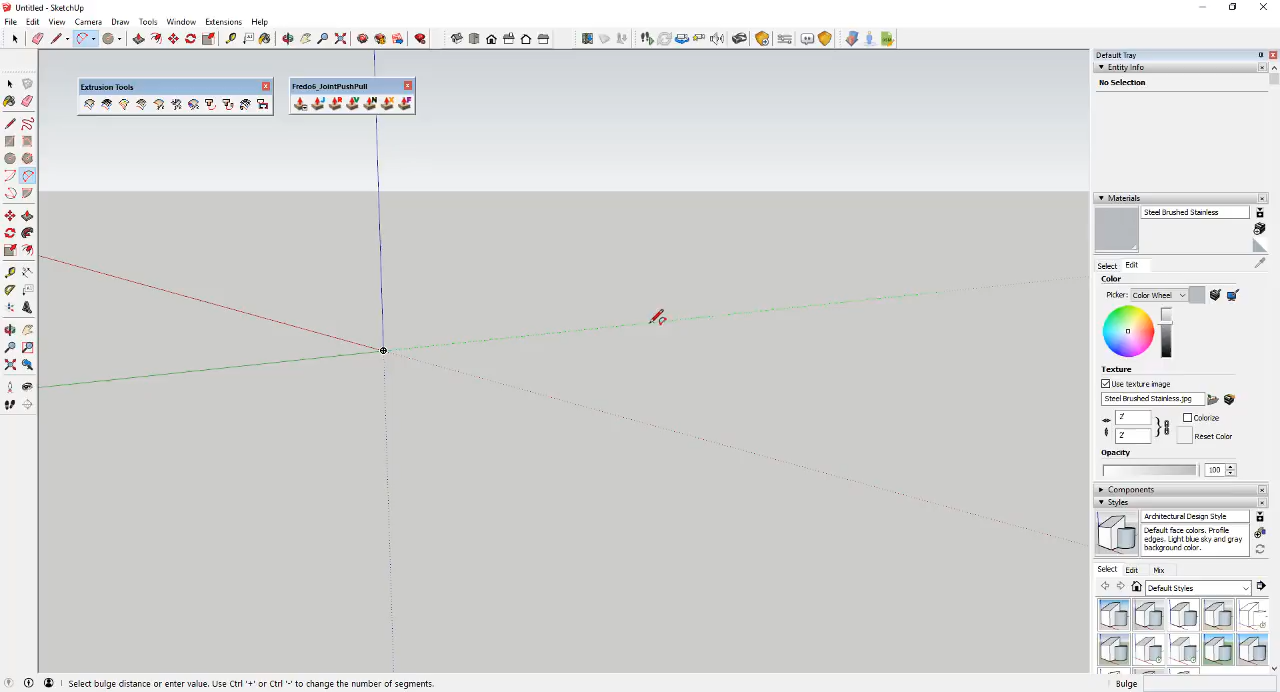 Untitled - SketchUp
File Edit View Camera Draw Tools Window Extensions Help
Default Tray
Entity Info
No Selection
Extrusion Tools
Fredo6_JointPushPull
J R V N X F
Materials
Steel Brushed Stainless
Select Edit
Color
Picker: Color Wheel
Texture
Use texture image
Steel Brushed Stainless.jpg
2'
Colorize
2'
Reset Color
Opacity
100
Components
Styles
Architectural Design Style
Default face colors. Profile
edges. Light blue sky and gray
background color.
Select Edit Mix
Default Styles
Select bulge distance or enter value. Use Ctrl '+' or Ctrl '-' to change the number of segments.
Bulge